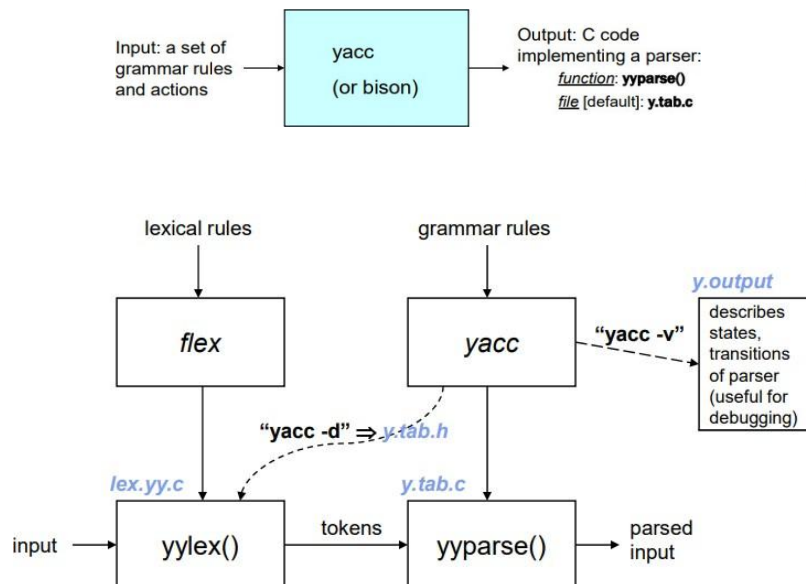 Input: a set of
grammar rules
and actions
yacc
(or bison)
Output: C code
implementing a parser:
function: yyparse()
file [default]: y.tab.c
lexical rules
grammar rules
flex
yacc
"yacc -v"
y.output
describes
states,
transitions
of parser
(useful for
debugging)
“yacc -d” ⇒ y.tab.h
lex.yy.c
y.tab.c
input
yylex()
tokens
yyparse()
parsed
input